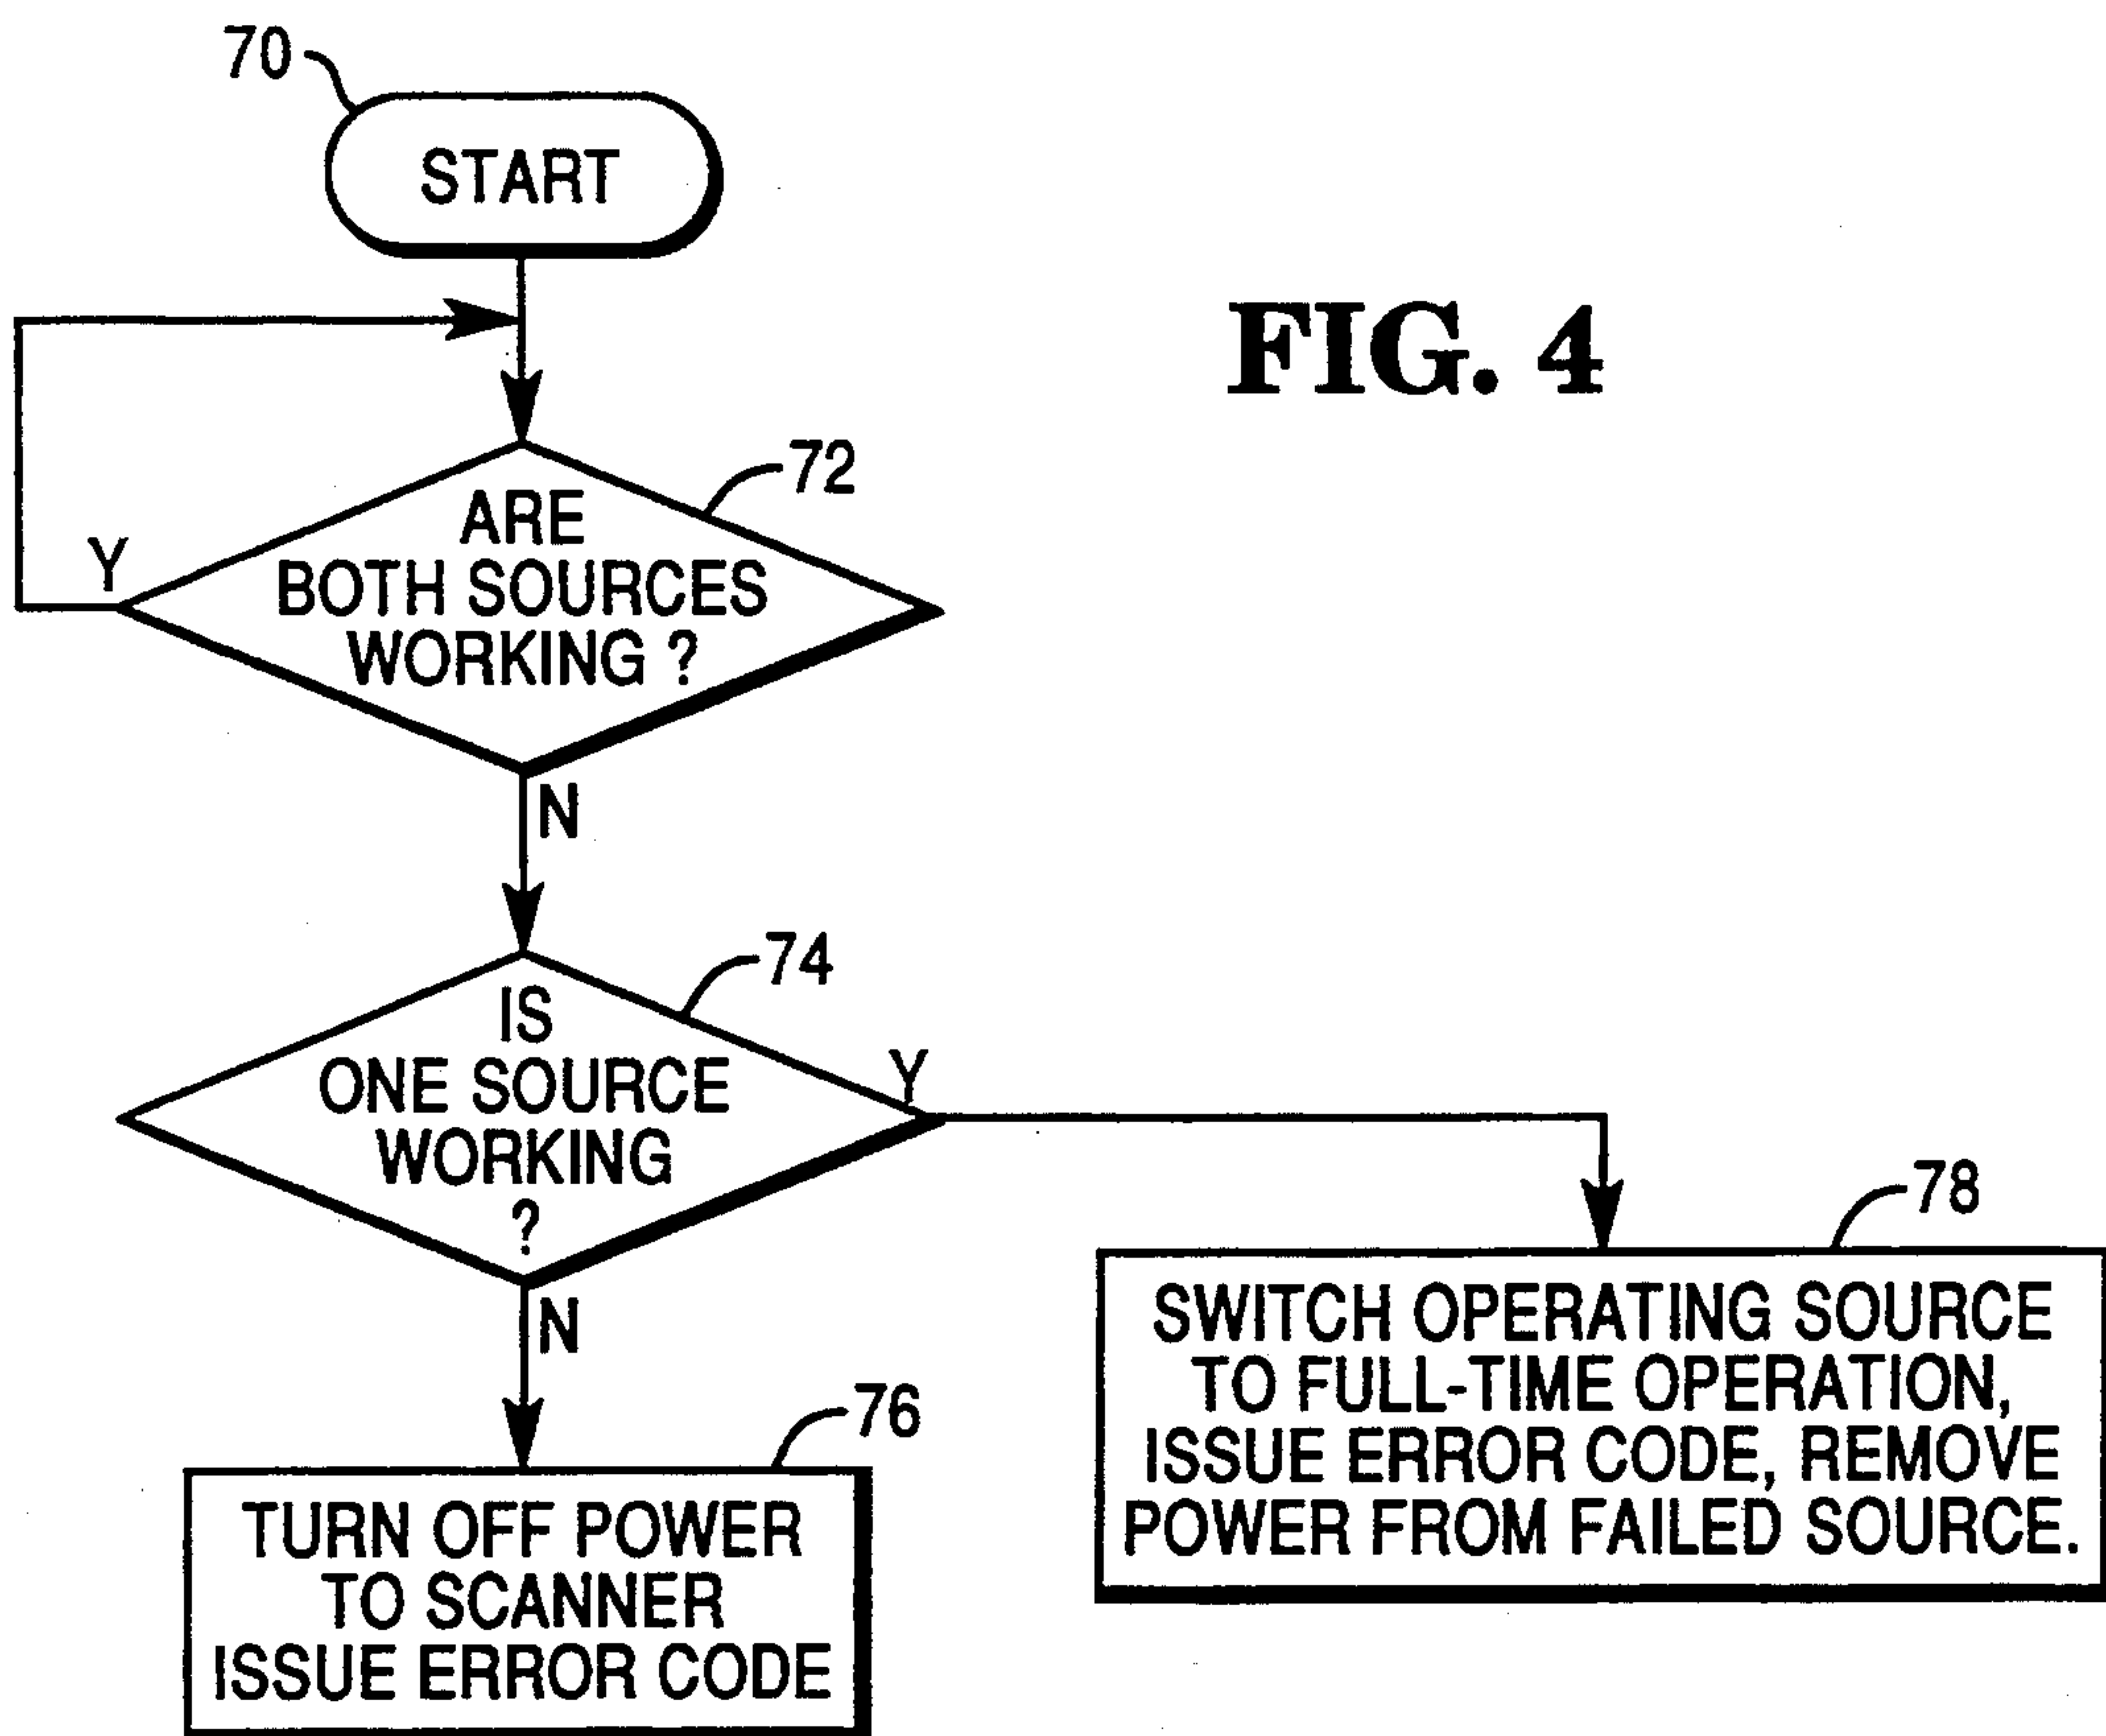 70
START
FIG. 4
72
ARE
BOTH SOURCES
WORKING ?
Y
N
74
IS
ONE SOURCE
WORKING
?
Y
N
78
SWITCH OPERATING SOURCE
TO FULL-TIME OPERATION,
ISSUE ERROR CODE, REMOVE
POWER FROM FAILED SOURCE.
76
TURN OFF POWER
TO SCANNER
ISSUE ERROR CODE